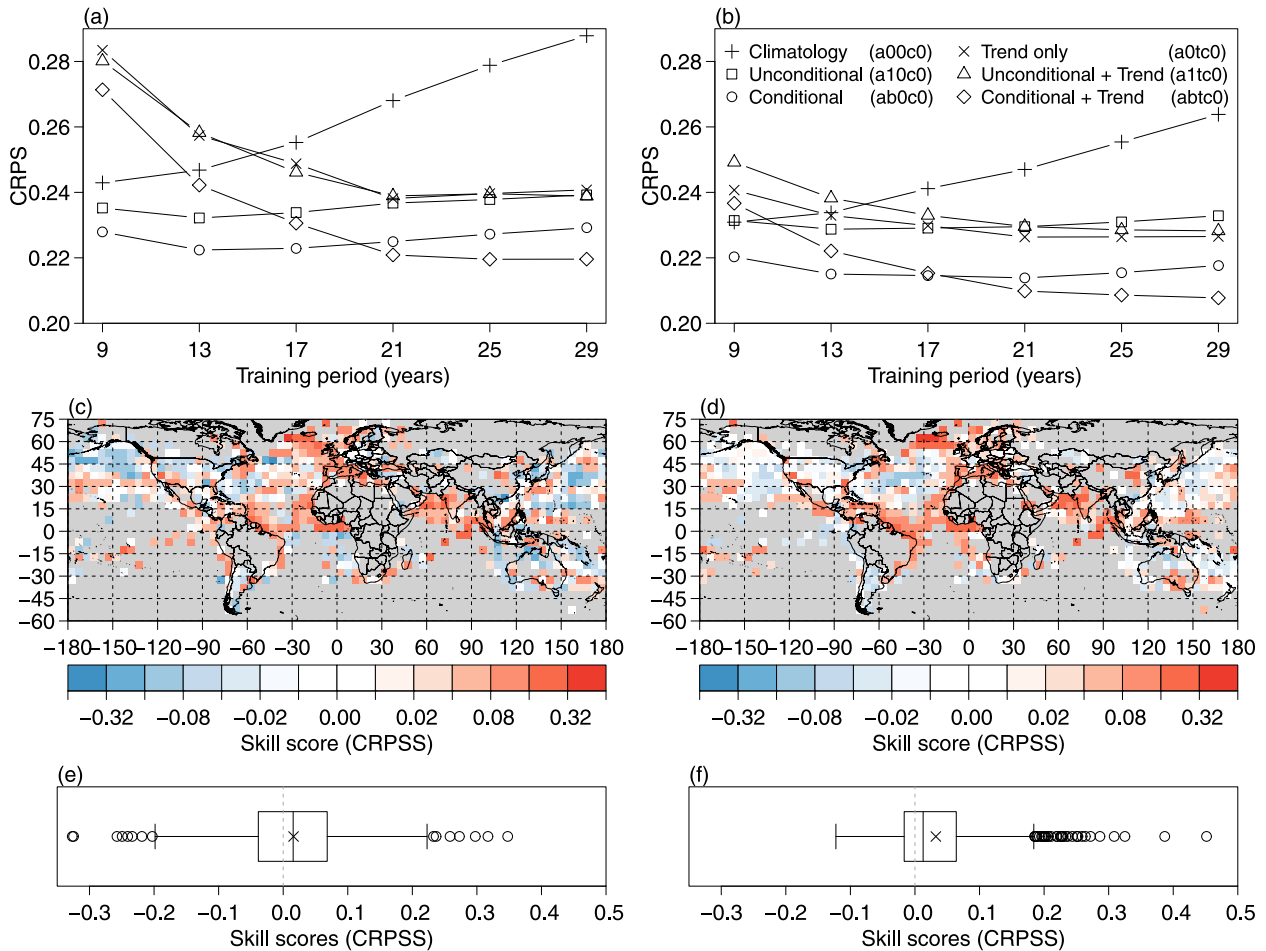 (a)
(b)
CRPS
0.28
0.26
0.24
0.22
0.20
9 13 17 21 25 29
Training period (years)
Climatology (a00c0)
Unconditional (a10c0)
Conditional (ab0c0)
Trend only (a0tc0)
Unconditional + Trend (a1tc0)
Conditional + Trend (abtc0)
0.28
0.26
0.24
0.22
0.20
9 13 17 21 25 29
Training period (years)
(c)
75
60
45
30
15
0
−15
−30
−45
−60
−180 −150 −120 −90 −60 −30 0 30 60 90 120 150 180
−0.32 −0.08 −0.02 0.00 0.02 0.08 0.32
Skill score (CRPSS)
(d)
75
60
45
30
15
0
−15
−30
−45
−60
−180 −150 −120 −90 −60 −30 0 30 60 90 120 150 180
−0.32 −0.08 −0.02 0.00 0.02 0.08 0.32
Skill score (CRPSS)
(e)
−0.3 −0.2 −0.1 0.0 0.1 0.2 0.3 0.4 0.5
Skill scores (CRPSS)
(f)
−0.3 −0.2 −0.1 0.0 0.1 0.2 0.3 0.4 0.5
Skill scores (CRPSS)